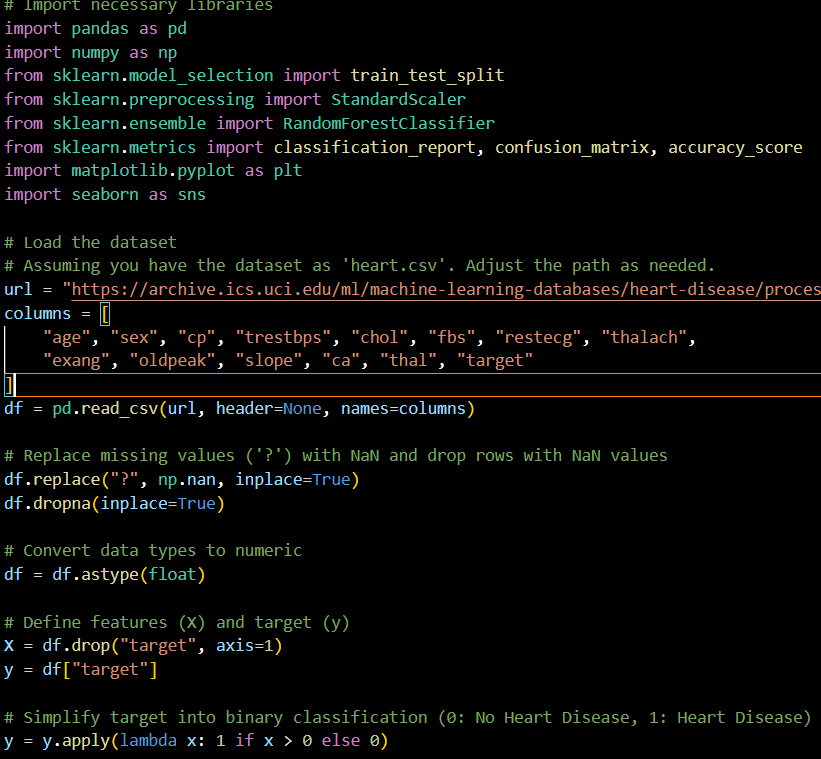 # Import necessary libraries
import pandas as pd
import numpy as np
from sklearn.model_selection import train_test_split
from sklearn.preprocessing import StandardScaler
from sklearn.ensemble import RandomForestClassifier
from sklearn.metrics import classification_report, confusion_matrix, accuracy_score
import matplotlib.pyplot as plt
import seaborn as sns
# Load the dataset
# Assuming you have the dataset as 'heart.csv'. Adjust the path as needed.
url = "https://archive.ics.uci.edu/ml/machine-learning-databases/heart-disease/proces
columns = [
    "age", "sex", "cp", "trestbps", "chol", "fbs", "restecg", "thalach",
    "exang", "oldpeak", "slope", "ca", "thal", "target"
]
df = pd.read_csv(url, header=None, names=columns)
# Replace missing values ('?') with NaN and drop rows with NaN values
df.replace("?", np.nan, inplace=True)
df.dropna(inplace=True)
# Convert data types to numeric
df = df.astype(float)
# Define features (X) and target (y)
X = df.drop("target", axis=1)
y = df["target"]
# Simplify target into binary classification (0: No Heart Disease, 1: Heart Disease)
y = y.apply(lambda x: 1 if x > 0 else 0)